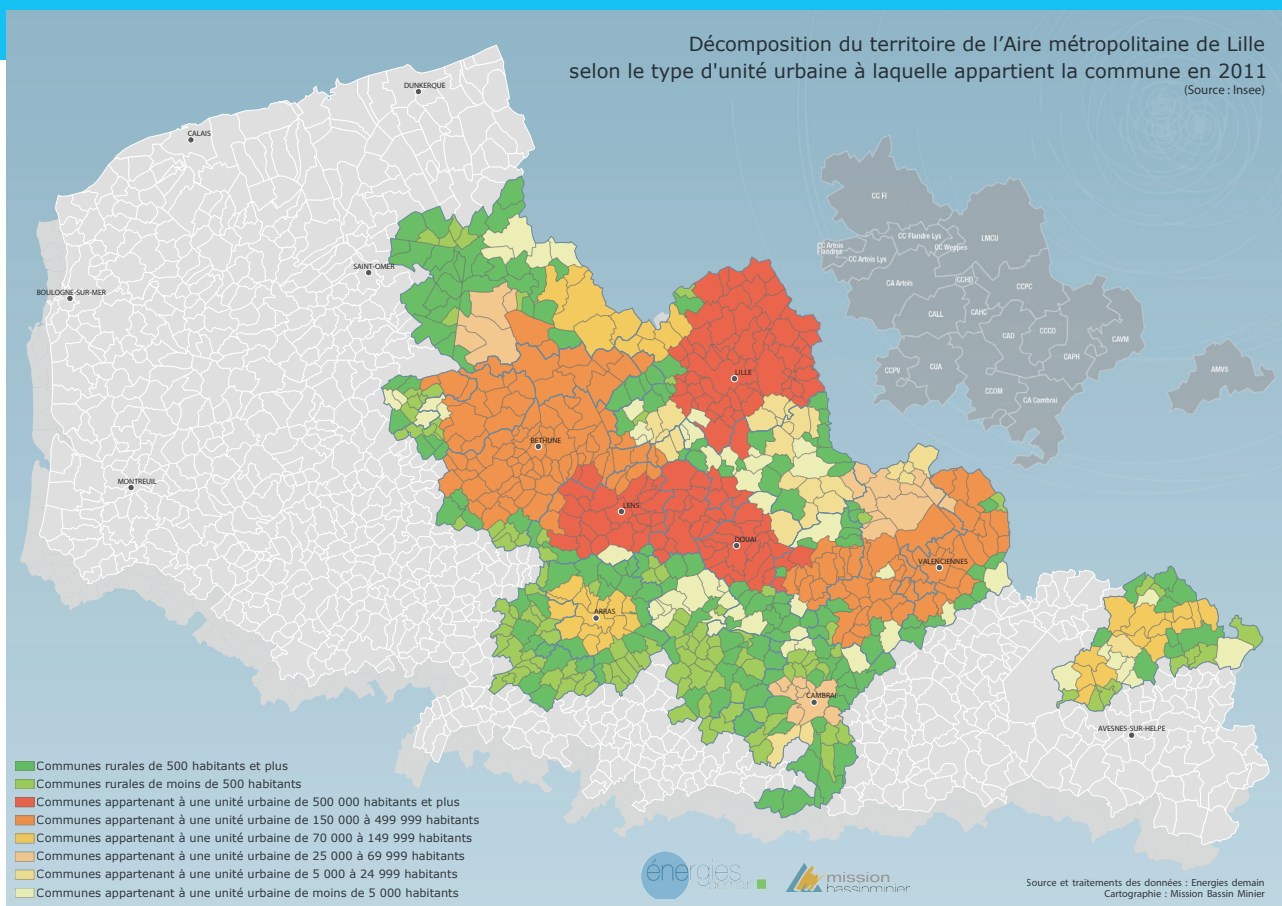 Décomposition du territoire de l'Aire métropolitaine de Lille
selon le type d'unité urbaine à laquelle appartient la commune en 2011
(Source : Insee)
DUNKERQUE
CALAIS
SAINT-OMER
BOULOGNE-SUR-MER
MONTREUIL
LILLE
BETHUNE
LENS
DOUAI
VALENCIENNES
ARRAS
CAMBRAI
AVESNES-SUR-HELPE
CC FI
CC Flandre Lys
LMCU
CC Artois
Flandres
CC Weppes
CC Artois Lys
CA Artois
CCHD
CCPC
CALL
CAHC
CAD
CCCO
CAVM
CAPH
CCPV
CUA
CCOM
CA Cambrai
AMVS
Communes rurales de 500 habitants et plus
Communes rurales de moins de 500 habitants
Communes appartenant à une unité urbaine de 500 000 habitants et plus
Communes appartenant à une unité urbaine de 150 000 à 499 999 habitants
Communes appartenant à une unité urbaine de 70 000 à 149 999 habitants
Communes appartenant à une unité urbaine de 25 000 à 69 999 habitants
Communes appartenant à une unité urbaine de 5 000 à 24 999 habitants
Communes appartenant à une unité urbaine de moins de 5 000 habitants
énergies
demain
mission
bassin minier
Source et traitements des données : Energies demain
Cartographie : Mission Bassin Minier